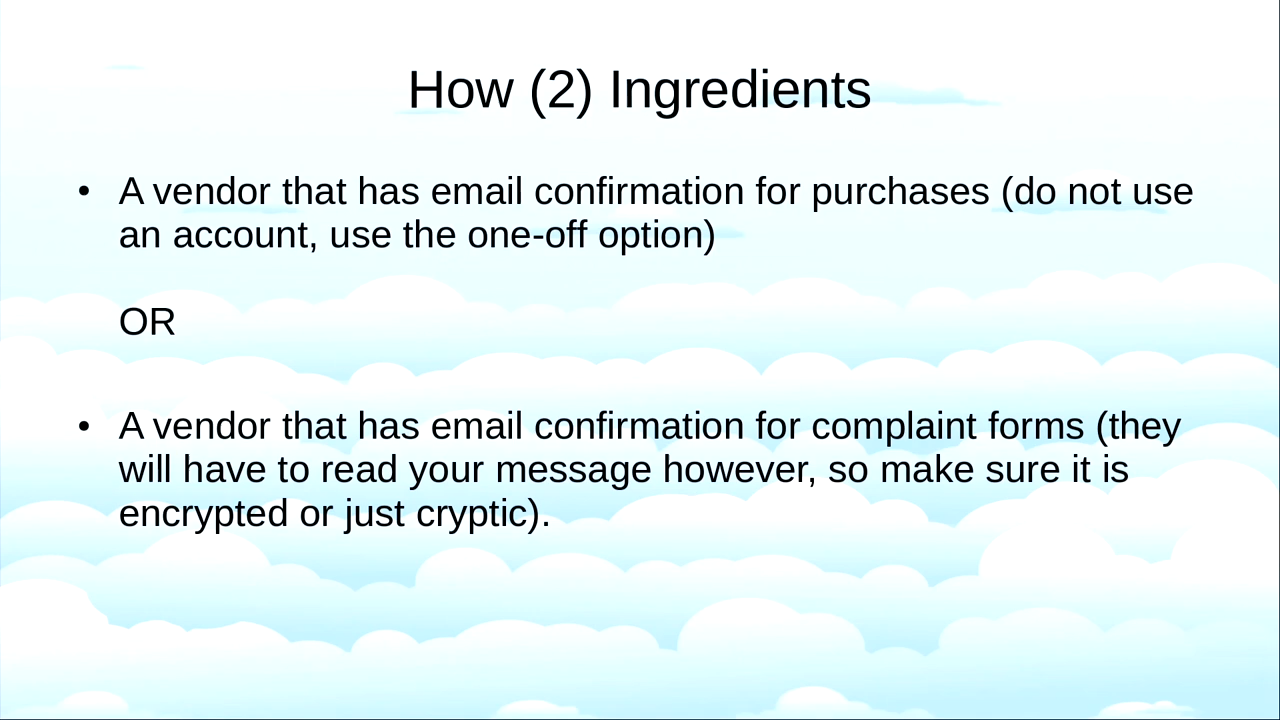 How (2) Ingredients
• A vendor that has email confirmation for purchases (do not use
an account, use the one-off option)
OR
• A vendor that has email confirmation for complaint forms (they
will have to read your message however, so make sure it is
encrypted or just cryptic).